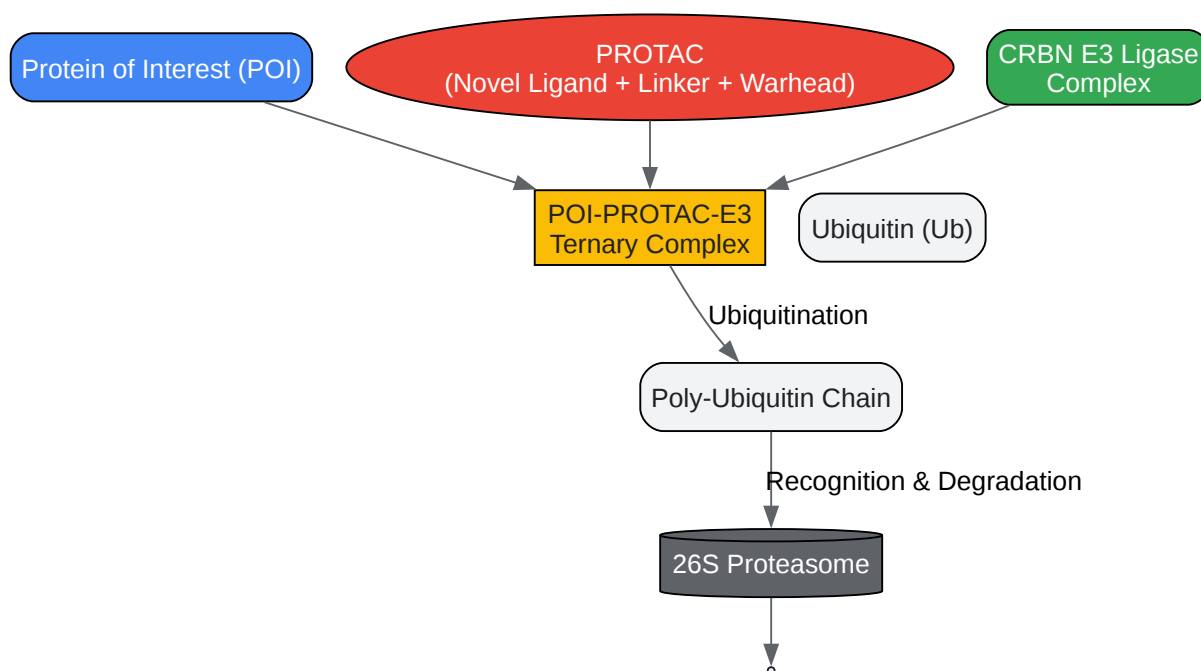 Protein of Interest (POI)
PROTAC
(Novel Ligand + Linker + Warhead)
CRBN E3 Ligase
Complex
POI-PROTAC-E3
Ternary Complex
Ubiquitin (Ub)
Ubiquitination
Poly-Ubiquitin Chain
Recognition & Degradation
26S Proteasome